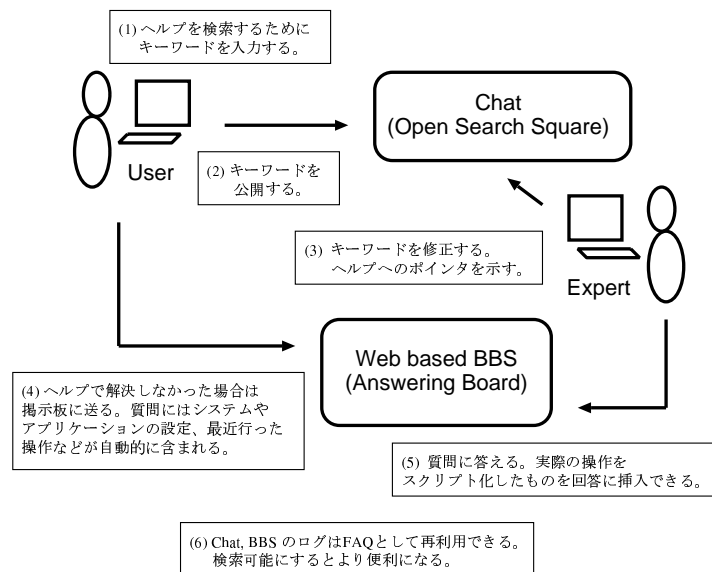 (1) ヘルプを検索するために
キーワードを入力する。
Chat
(Open Search Square)
User
(2) キーワードを
公開する。
(3) キーワードを修正する。
ヘルプへのポインタを示す。
Expert
Web based BBS
(Answering Board)
(4) ヘルプで解決しなかった場合は
掲示板に送る。質問にはシステムや
アプリケーションの設定、最近行った
操作などが自動的に含まれる。
(5) 質問に答える。実際の操作を
スクリプト化したものを回答に挿入できる。
(6) Chat, BBS のログはFAQとして再利用できる。
検索可能にするとより便利になる。